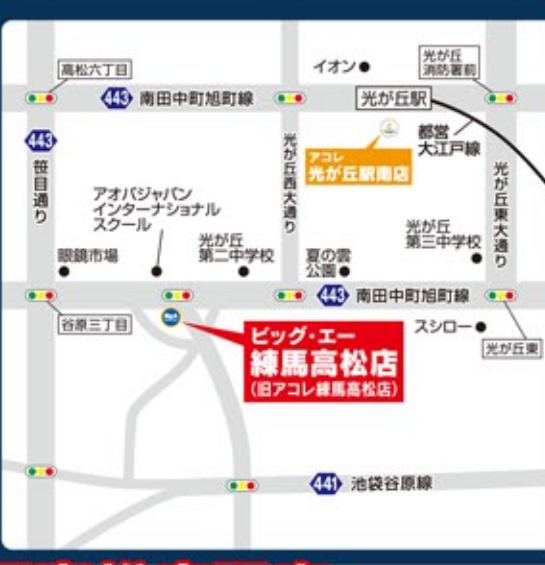 高松六丁目
イオン
光が丘
消防署前
443 南田中町旭町線
光が丘駅
443
笹目通り
光が丘西大通り
都営
大江戸線
アコレ
光が丘駅南店
光が丘東大通り
アオバジャパン
インターナショナル
スクール
光が丘
第二中学校
光が丘
第三中学校
眼鏡市場
夏の雲
公園
443 南田中町旭町線
谷原三丁目
スシロー
光が丘東
ビッグ・エー
練馬高松店
(旧アコレ練馬高松店)
441 池袋谷原線